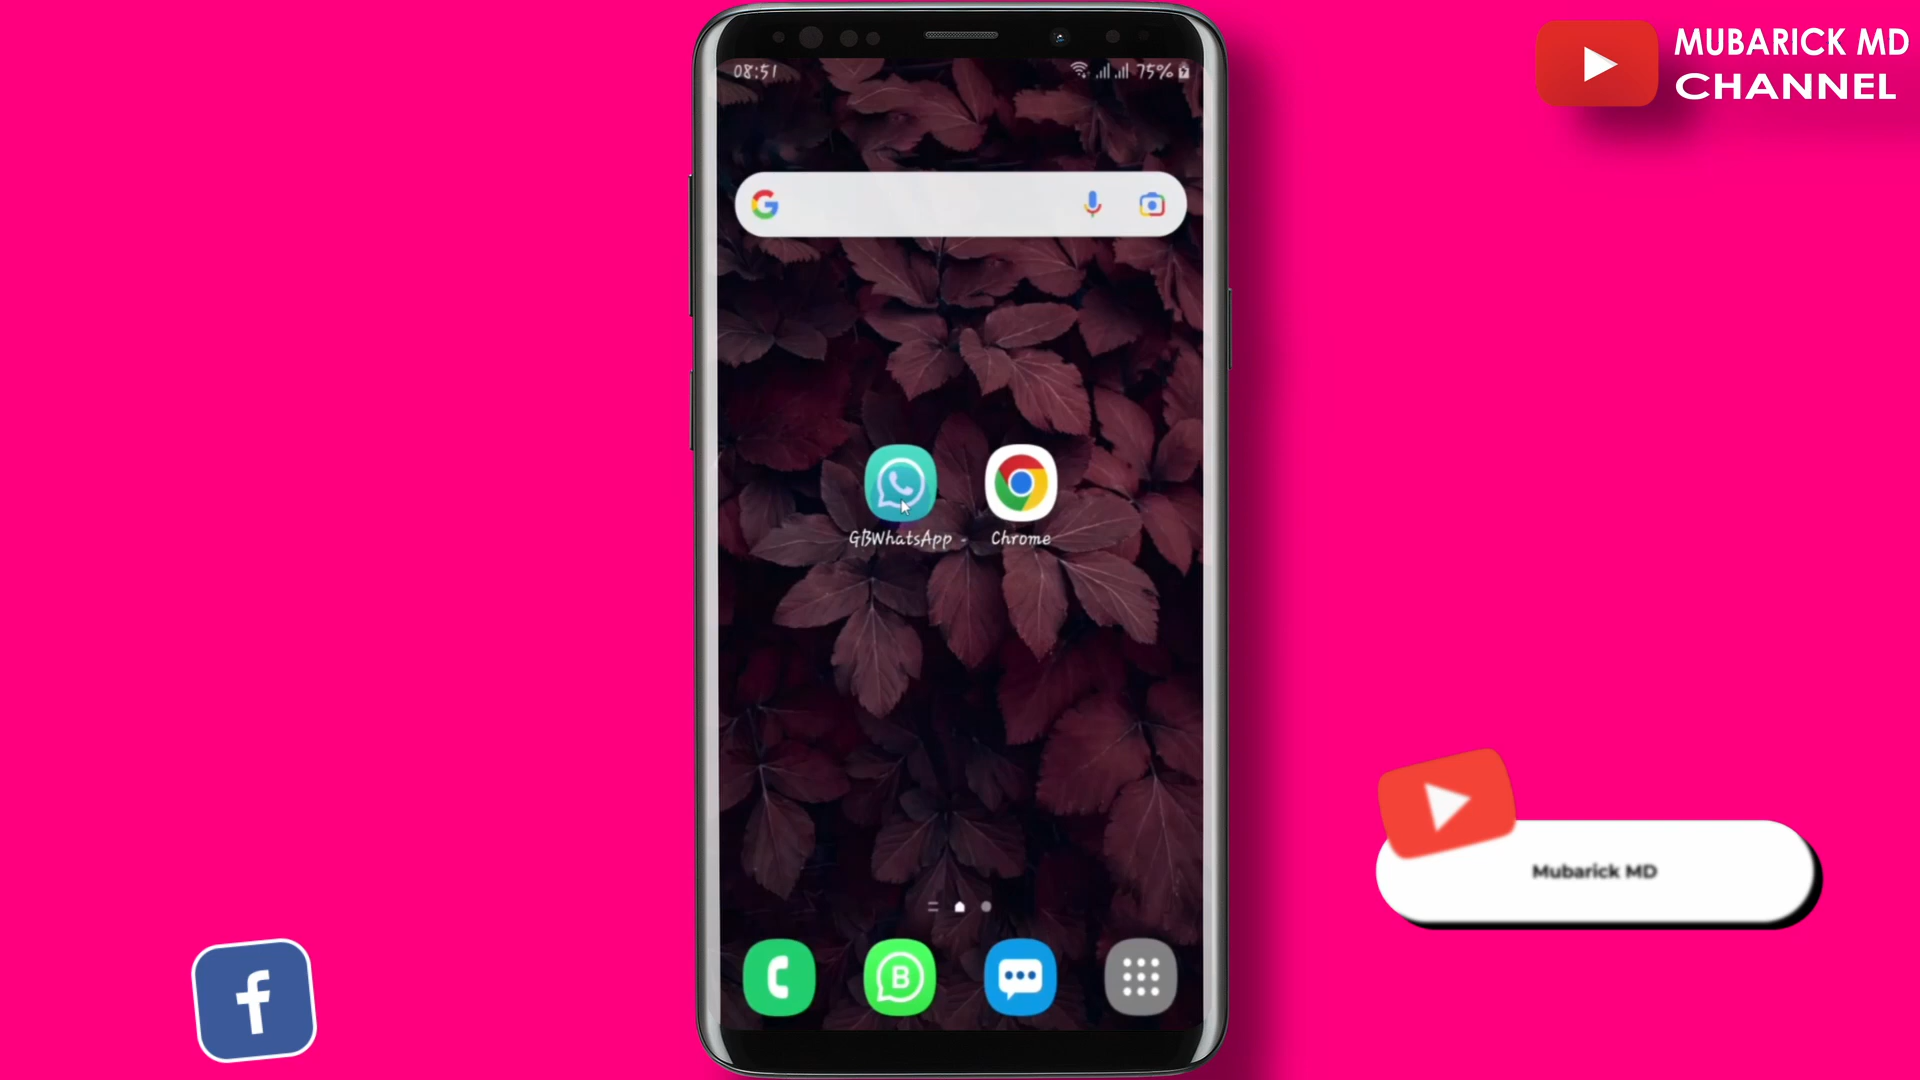 MUBARICK MD
CHANNEL
08:51
75%
GBWhatsApp -
Chrome
B
Mubarick MD
f